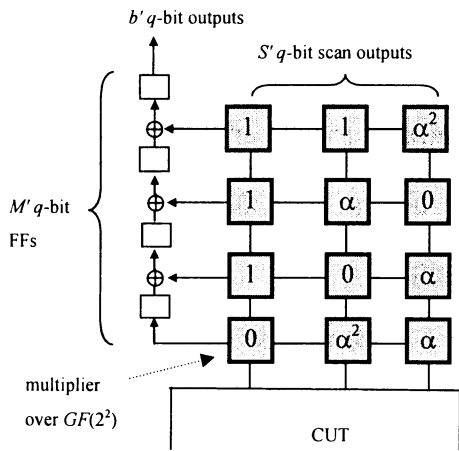 b′ q-bit outputs
S′ q-bit scan outputs
1 1 α²
M′ q-bit
FFs
1 α 0
1 0 α
0 α² α
multiplier
over GF(2²)
CUT